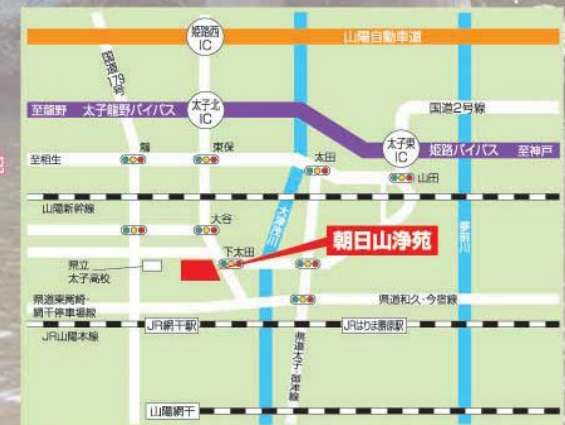 姫路西
IC
山陽自動車道
国道179号
至龍野
太子龍野バイパス
太子北
IC
国道2号線
太子東
IC
姫路バイパス
至神戸
至相生
鵤
東保
太田
山田
山陽新幹線
大谷
大津茂川
夢前川
下太田
朝日山浄苑
県立
太子高校
県道東荷崎・
網干停車場線
県道和久・今宿線
JR網干駅
JRはりま勝原駅
JR山陽本線
県道太子・御津線
山陽網干